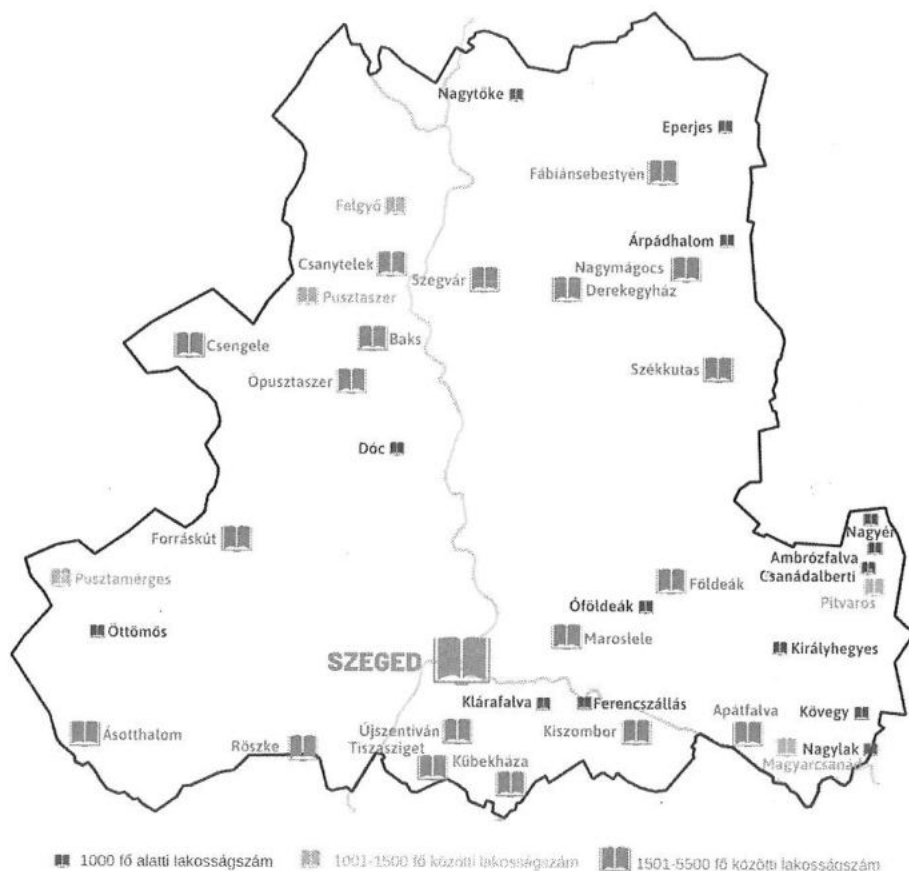 Nagytőke
Eperjes
Fábiánsebestyén
Felgyő
Árpádhalom
Csanytelek
Nagymágocs
Szegvár
Derekegyház
Pusztaszer
Baks
Csengele
Székkutas
Ópusztaszer
Dóc
Nagyér
Forráskút
Ambrózfalva
Csanádalberti
Pusztamérges
Földeák
Pitvaros
Óföldeák
Öttömös
Maroslele
Királyhegyes
SZEGED
Klárafalva
Ferencszállás
Apátfalva
Kövegy
Ásotthalom
Újszentiván
Kiszombor
Röszke
Tiszasziget
Nagylak
Kübekháza
Magyarcsanád
1000 fő alatti lakosságszám
1001-1500 fő közötti lakosságszám
1501-5500 fő közötti lakosságszám